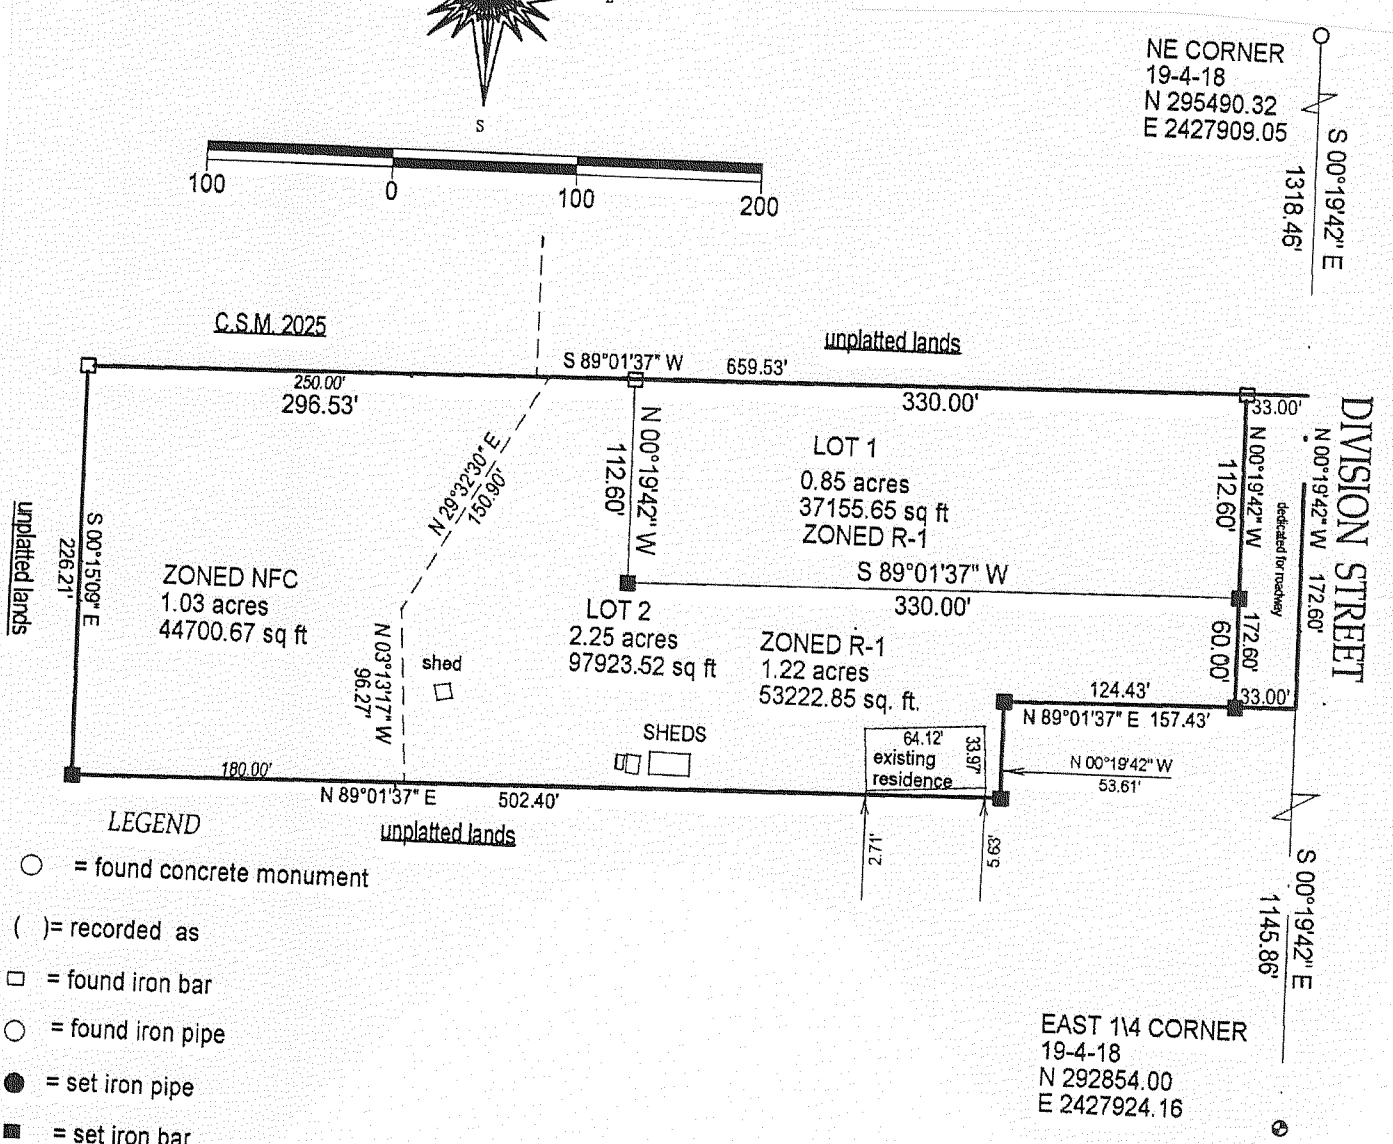 S
100 0 100 200
NE CORNER
19-4-18
N 295490.32
E 2427909.05
S 00°19'42" E
1318.46'
C.S.M. 2025
unplatted lands
S 89°01'37" W 659.53'
250.00'
296.53'
330.00'
33.00'
DIVISION STREET
N 00°19'42" W 172.60'
dedicated for roadway
N 00°19'42" W
112.60'
172.60'
60.00'
33.00'
N 00°19'42" W
112.60'
LOT 1
0.85 acres
37155.65 sq ft
ZONED R-1
S 89°01'37" W
330.00'
N 29°32'30" E
150.90'
unplatted lands
S 00°15'09" E
226.21'
ZONED NFC
1.03 acres
44700.67 sq ft
N 03°13'17" W
96.27'
shed
LOT 2
2.25 acres
97923.52 sq ft
ZONED R-1
1.22 acres
53222.85 sq. ft.
SHEDS
124.43'
N 89°01'37" E 157.43'
64.12'
33.97'
existing
residence
N 00°19'42" W
53.61'
180.00'
N 89°01'37" E 502.40'
unplatted lands
2.71'
5.63'
S 00°19'42" E
1145.86'
LEGEND
= found concrete monument
( )= recorded as
= found iron bar
= found iron pipe
= set iron pipe
= set iron bar
EAST 1\4 CORNER
19-4-18
N 292854.00
E 2427924.16